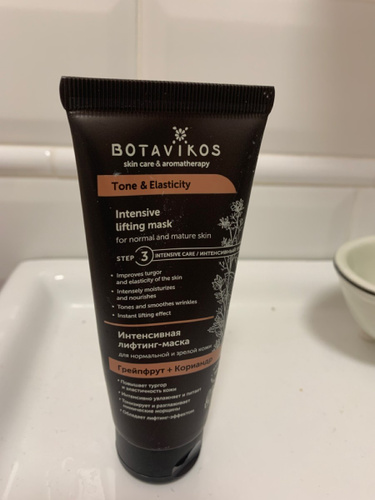 BOTAVIKOS
skin care & aromatherapy
Tone & Elasticity
Intensive
lifting mask
for normal and mature skin
STEP 3 INTENSIVE CARE / ИНТЕНСИВНЫЙ
• Improves turgor
and elasticity of the skin
• Intensely moisturizes
and nourishes
• Tones and smoothes wrinkles
• Instant lifting effect
Интенсивная
лифтинг-маска
для нормальной и зрелой кожи
Грейпфрут + Кориандр
• Повышает тургор
и эластичность кожи
• Интенсивно увлажняет и питает
• Тонизирует и разглаживает
мимические морщины
• Обладает лифтинг-эффектом